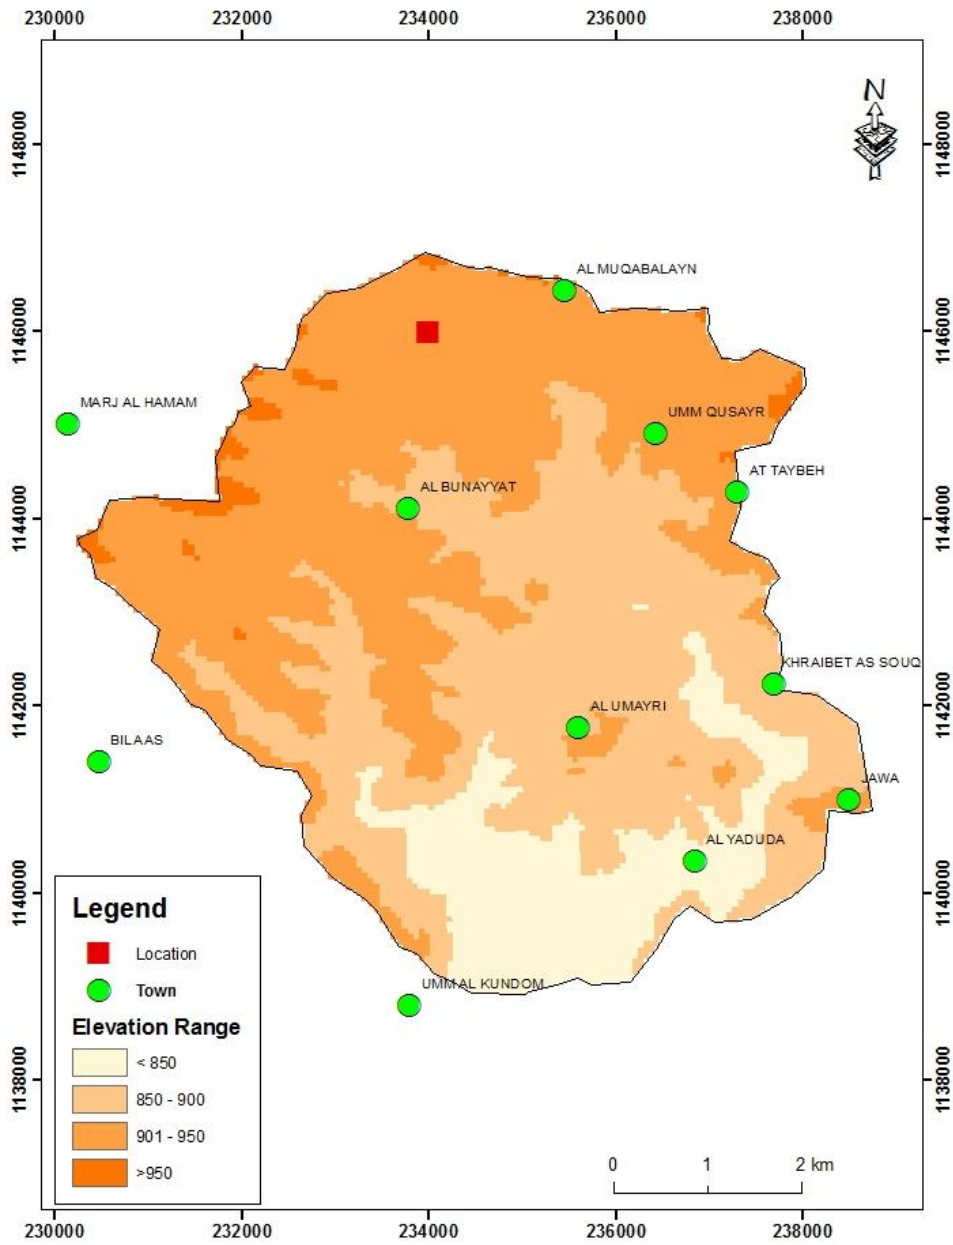 230000 232000 234000 236000 238000
N
1148000 1148000
AL MUQABALAYN
1146000 1146000
MARJ AL HAMAM
UMM QUSAYR
AT TAYBEH
AL BUNAYYAT
1144000 1144000
KHRAIBET AS SOUQ
1142000 1142000
AL UMAYRI
BILAAS
JAWA
AL YADUDA
1140000 1140000
UMM AL KUNDOM
Legend
Location
Town
Elevation Range
< 850
850 - 900
901 - 950
>950
1138000 1138000
0 1 2 km
230000 232000 234000 236000 238000